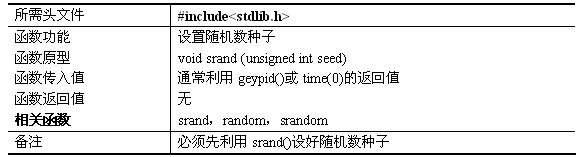 所需头文件 #include<stdlib.h>
函数功能 设置随机数种子
函数原型 void srand (unsigned int seed)
函数传入值 通常利用 geypid()或 time(0)的返回值
函数返回值 无
相关函数 srand，random，srandom
备注 必须先利用 srand()设好随机数种子